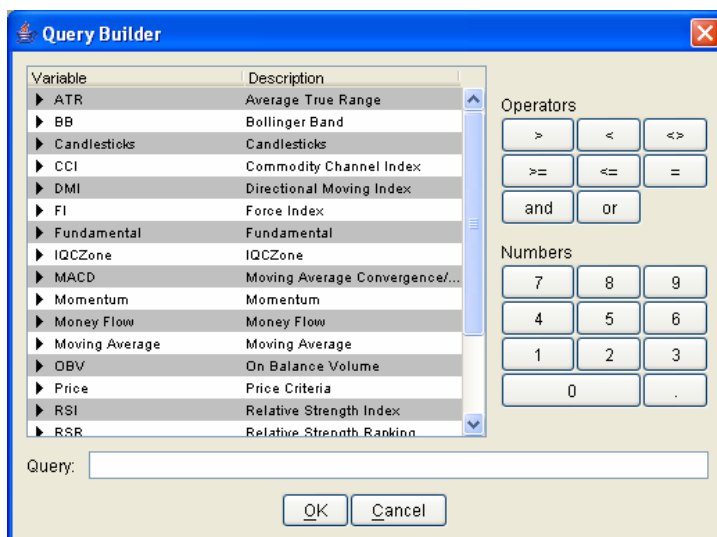 Query Builder
Variable Description
ATR Average True Range
BB Bollinger Band
Candlesticks Candlesticks
CCI Commodity Channel Index
DMI Directional Moving Index
FI Force Index
Fundamental Fundamental
IQCZone IQCZone
MACD Moving Average Convergence/...
Momentum Momentum
Money Flow Money Flow
Moving Average Moving Average
OBV On Balance Volume
Price Price Criteria
RSI Relative Strength Index
RSR Relative Strength Ranking
Operators
> < <>
>= <= =
and or
Numbers
7 8 9
4 5 6
1 2 3
0 .
Query:
OK Cancel